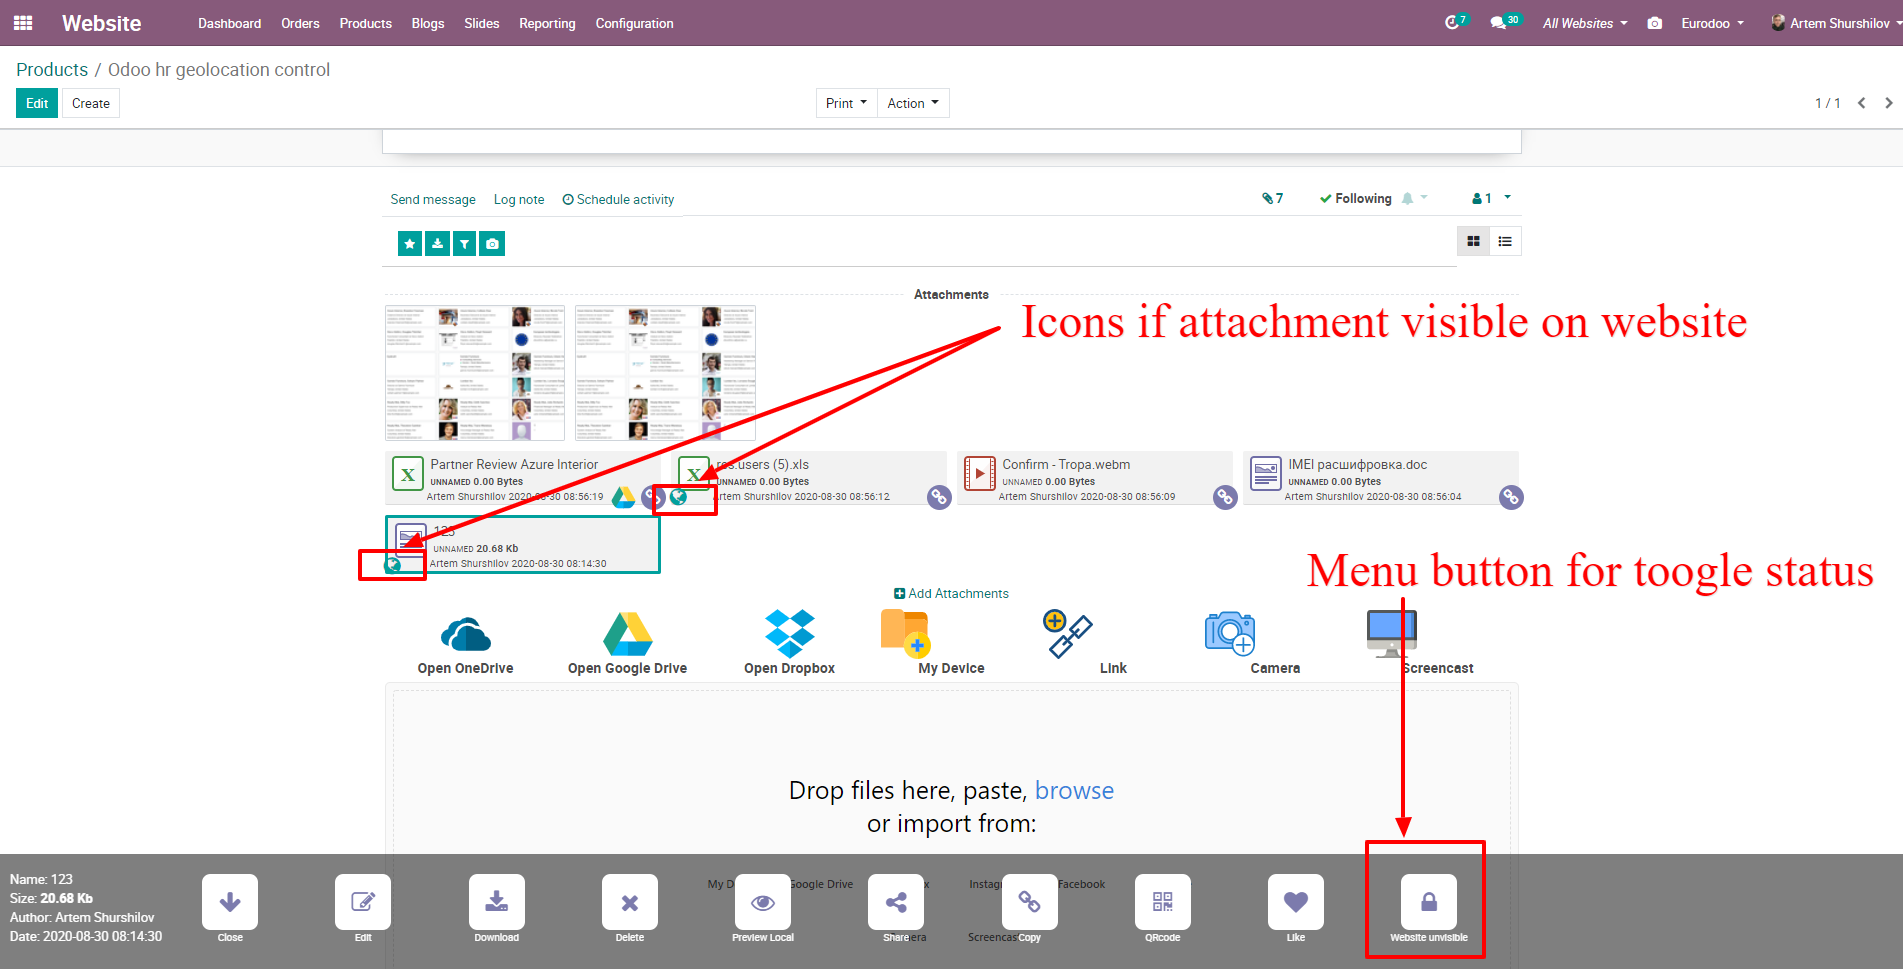 Website Dashboard Orders Products Blogs Slides Reporting Configuration 7 30 All Websites Eurodoo Artem Shurshilov
Products / Odoo hr geolocation control
Edit Create Print Action 1 / 1
Send message Log note Schedule activity 7 Following 1
Attachments
Icons if attachment visible on website
Partner Review Azure Interior
UNNAMED 0.00 Bytes
Artem Shurshilov 2020-08-30 08:56:19
res.users (5).xls
UNNAMED 0.00 Bytes
Artem Shurshilov 2020-08-30 08:56:12
Confirm - Tropa.webm
UNNAMED 0.00 Bytes
Artem Shurshilov 2020-08-30 08:56:09
IMEI расшифровка.doc
UNNAMED 0.00 Bytes
Artem Shurshilov 2020-08-30 08:56:04
123
UNNAMED 20.68 Kb
Artem Shurshilov 2020-08-30 08:14:30
Menu button for toogle status
Add Attachments
Open OneDrive Open Google Drive Open Dropbox My Device Link Camera Screencast
Drop files here, paste, browse
or import from:
My Google Drive Facebook
Name: 123
Size: 20.68 Kb
Author: Artem Shurshilov
Date: 2020-08-30 08:14:30
Close Edit Download Delete Preview Local Share Copy QRcode Like Website unvisible